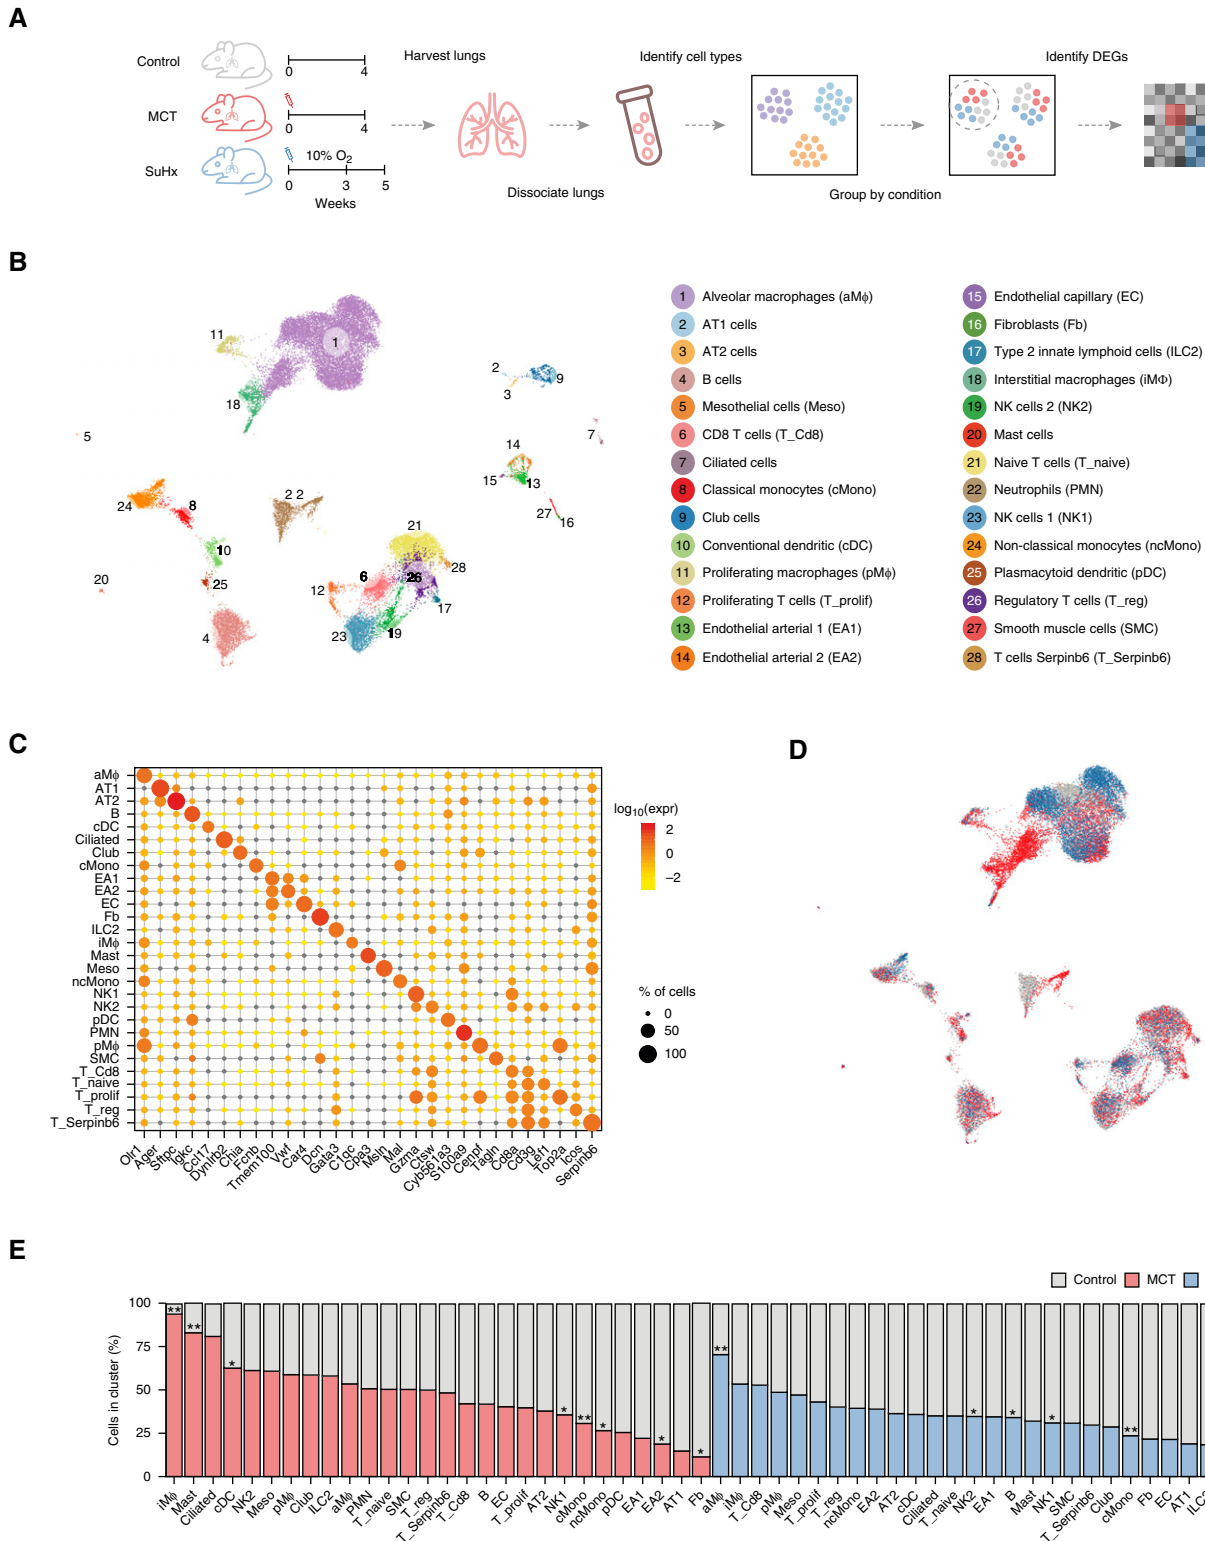 A
Control
0
4
MCT
0
4
SuHx
10% O2
0
3
5
Weeks
Harvest lungs
Dissociate lungs
Identify cell types
Group by condition
Identify DEGs
B
1
11
18
5
24
8
10
25
20
4
2 2
2
9
3
7
14
15
13
27
16
21
28
6
26
12
17
23
19
1 Alveolar macrophages (aMϕ)
2 AT1 cells
3 AT2 cells
4 B cells
5 Mesothelial cells (Meso)
6 CD8 T cells (T_Cd8)
7 Ciliated cells
8 Classical monocytes (cMono)
9 Club cells
10 Conventional dendritic (cDC)
11 Proliferating macrophages (pMϕ)
12 Proliferating T cells (T_prolif)
13 Endothelial arterial 1 (EA1)
14 Endothelial arterial 2 (EA2)
15 Endothelial capillary (EC)
16 Fibroblasts (Fb)
17 Type 2 innate lymphoid cells (ILC2)
18 Interstitial macrophages (iMΦ)
19 NK cells 2 (NK2)
20 Mast cells
21 Naive T cells (T_naive)
22 Neutrophils (PMN)
23 NK cells 1 (NK1)
24 Non-classical monocytes (ncMono)
25 Plasmacytoid dendritic (pDC)
26 Regulatory T cells (T_reg)
27 Smooth muscle cells (SMC)
28 T cells Serpinb6 (T_Serpinb6)
C
aMϕ
AT1
AT2
B
cDC
Ciliated
Club
cMono
EA1
EA2
EC
Fb
ILC2
iMϕ
Mast
Meso
ncMono
NK1
NK2
pDC
PMN
pMϕ
SMC
T_Cd8
T_naive
T_prolif
T_reg
T_Serpinb6
Olr1
Ager
Sftpc
Igkc
Ccl17
Dynlrb2
Chia
Fcnb
Tmem100
Vwf
Car4
Dcn
Gata3
C1qc
Cpa3
Msln
Mal
Gzma
Ctsw
Cyb561a3
S100a9
Cenpf
Tagln
Cd8a
Cd3g
Lef1
Top2a
Icos
Serpinb6
log10(expr)
2
0
−2
% of cells
0
50
100
D
E
Control MCT
Cells in cluster (%)
100
75
50
25
0
** ** * * ** * * * ** * * * **
iMϕ
Mast
Ciliated
cDC
NK2
Meso
pMϕ
Club
ILC2
aMϕ
PMN
T_naive
SMC
T_reg
T_Serpinb6
T_Cd8
B
EC
T_prolif
AT2
NK1
cMono
ncMono
pDC
EA1
EA2
AT1
Fb
aMϕ
iMϕ
T_Cd8
pMϕ
Meso
T_prolif
T_reg
ncMono
EA2
AT2
cDC
Ciliated
T_naive
NK2
EA1
B
Mast
NK1
SMC
T_Serpinb6
Club
cMono
Fb
EC
AT1
ILC2